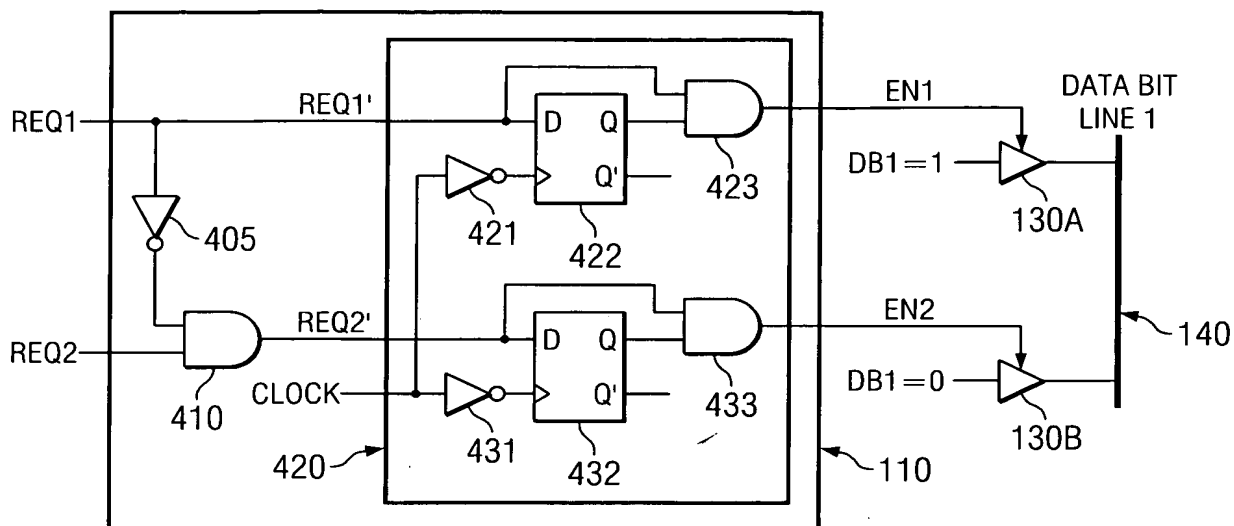 REQ1
REQ1'
D
Q
Q'
421
422
423
EN1
DB1=1
130A
DATA BIT
LINE 1
405
REQ2
410
REQ2'
CLOCK
D
Q
Q'
431
432
433
EN2
DB1=0
130B
140
420
110